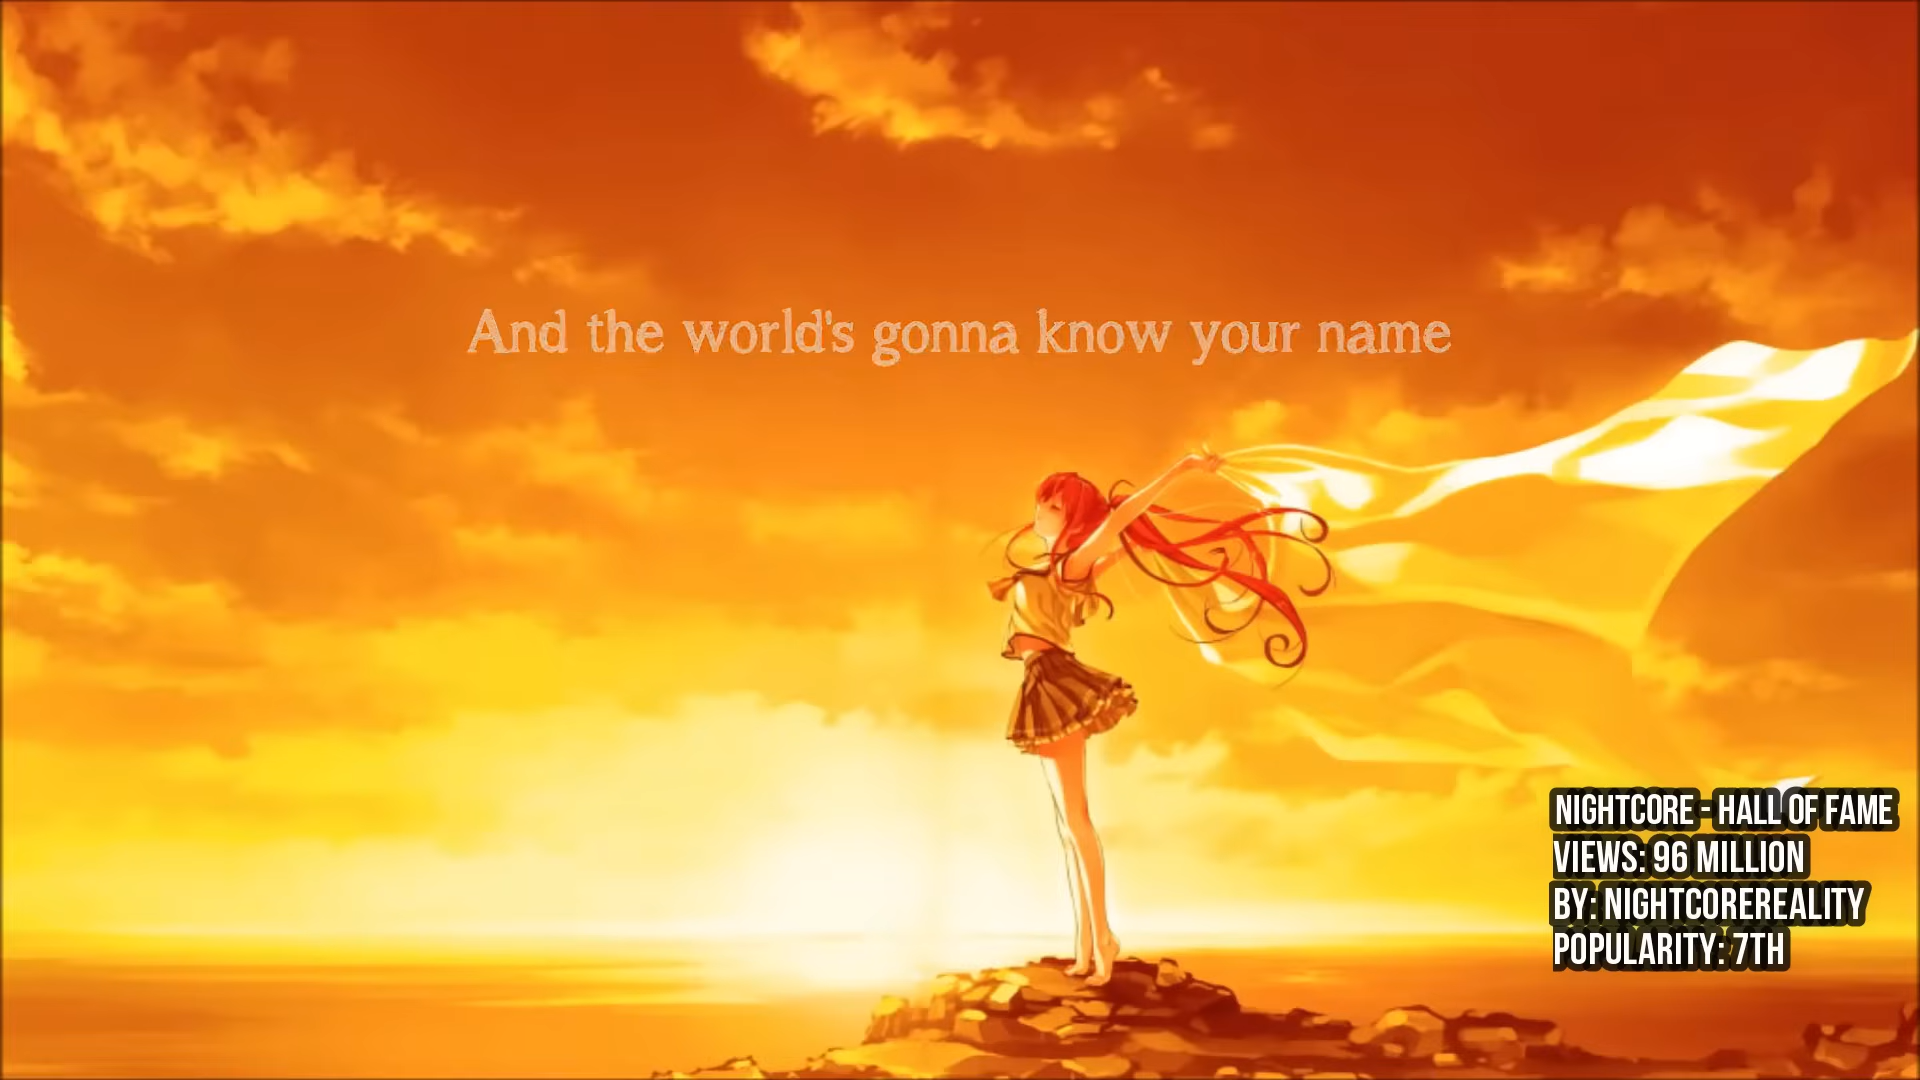 And the world's gonna know your name
NIGHTCORE - HALL OF FAME
VIEWS: 96 MILLION
BY: NIGHTCOREREALITY
POPULARITY: 7TH